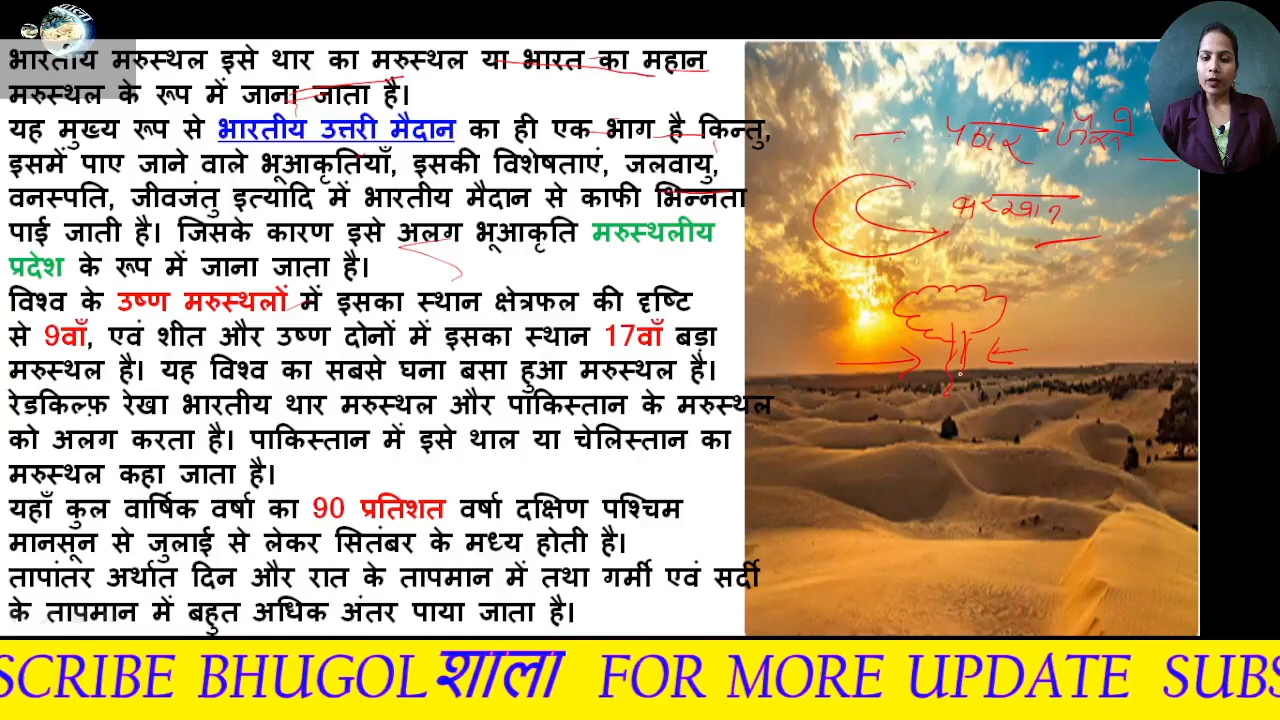 भारतीय मरुस्थल इसे थार का मरुस्थल या भारत का महान
मरुस्थल के रूप में जाना जाता है।
यह मुख्य रूप से भारतीय उत्तरी मैदान का ही एक भाग है किन्तु,
इसमें पाए जाने वाले भूआकृतियाँ, इसकी विशेषताएं, जलवायु,
वनस्पति, जीवजंतु इत्यादि में भारतीय मैदान से काफी भिन्नता
पाई जाती है। जिसके कारण इसे अलग भूआकृति मरुस्थलीय
प्रदेश के रूप में जाना जाता है।
विश्व के उष्ण मरुस्थलों में इसका स्थान क्षेत्रफल की दृष्टि
से 9वाँ, एवं शीत और उष्ण दोनों में इसका स्थान 17वाँ बड़ा
मरुस्थल है। यह विश्व का सबसे घना बसा हुआ मरुस्थल है।
रेडकिल्फ़ रेखा भारतीय थार मरुस्थल और पाकिस्तान के मरुस्थल
को अलग करता है। पाकिस्तान में इसे थाल या चेलिस्तान का
मरुस्थल कहा जाता है।
यहाँ कुल वार्षिक वर्षा का 90 प्रतिशत वर्षा दक्षिण पश्चिम
मानसून से जुलाई से लेकर सितंबर के मध्य होती है।
तापांतर अर्थात दिन और रात के तापमान में तथा गर्मी एवं सर्दी
के तापमान में बहुत अधिक अंतर पाया जाता है।
बरखान
SCRIBE BHUGOL शाला FOR MORE UPDATE SUBS